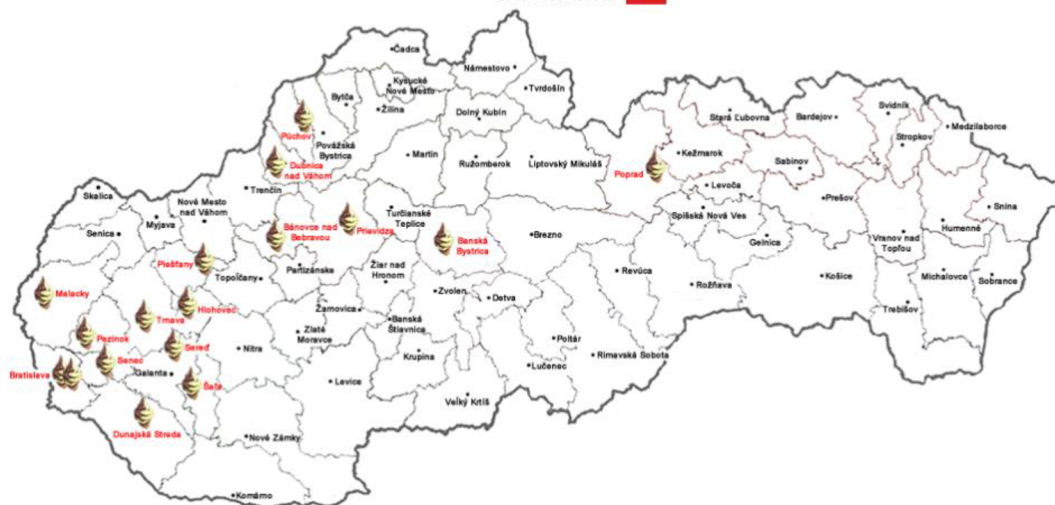 Čadca
Námestovo
Tvrdošín
Kysucké
Nové Mesto
Bytča
Žilina
Dolný Kubín
Púchov
Považská
Bystrica
Dubnica
nad Váhom
Martin
Ružomberok
Liptovský Mikuláš
Stará Ľubovna
Bardejov
Svidník
Stropkov
Medzilaborce
Kežmarok
Sabinov
Poprad
Levoča
Prešov
Spišská Nová Ves
Gelnica
Snina
Humenné
Vranov nad
Topľou
Michalovce
Sobrance
Košice
Trebišov
Rožňava
Revúca
Brezno
Skalica
Trenčín
Nové Mesto
nad Váhom
Myjava
Senica
Turčianske
Teplice
Prievidza
Bánovce nad
Bebravou
Banská
Bystrica
Piešťany
Topoľčany
Partizánske
Žiar nad
Hronom
Malacky
Hlohovec
Trnava
Žarnovica
Zvolen
Detva
Banská
Štiavnica
Zlaté
Moravce
Pezinok
Sereď
Nitra
Krupina
Poltár
Rimavská Sobota
Lučenec
Senec
Bratislava
Galanta
Šaľa
Levice
Veľký Krtíš
Dunajská Streda
Nové Zámky
Komárno